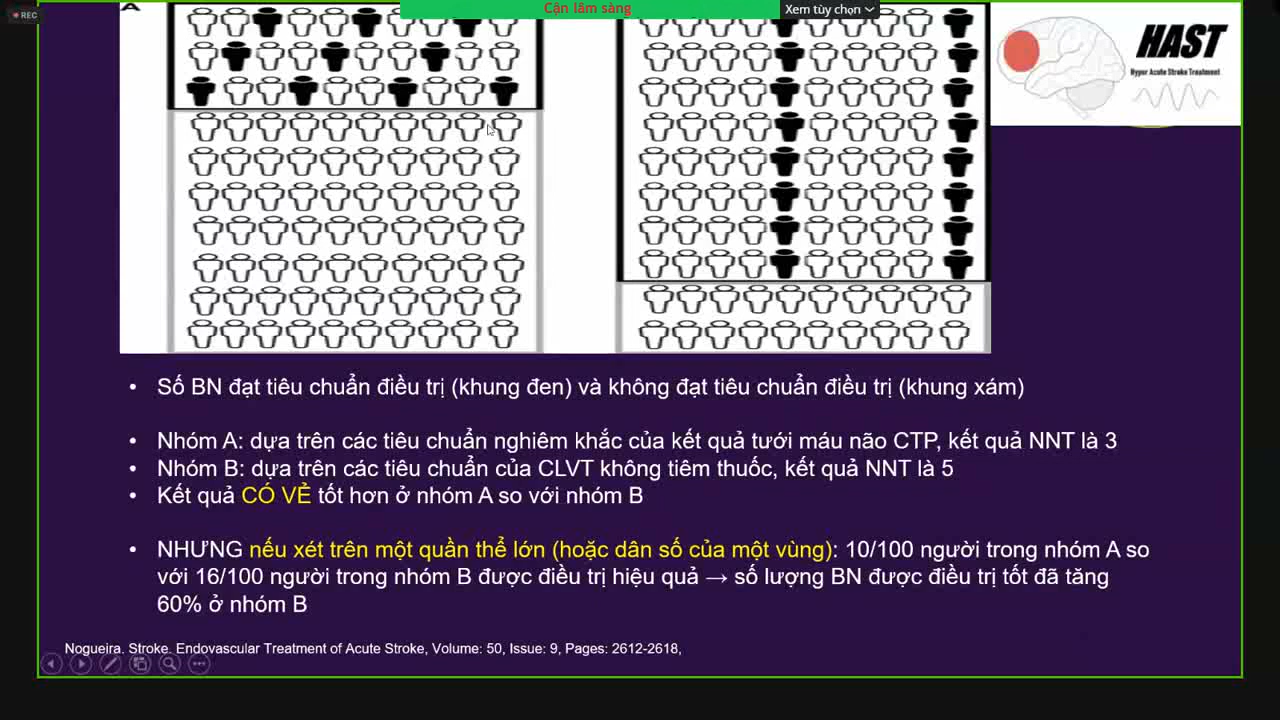 REC
Cận lâm sàng
Xem tùy chọn
A
HAST
Hyper Acute Stroke Treatment
• Số BN đạt tiêu chuẩn điều trị (khung đen) và không đạt tiêu chuẩn điều trị (khung xám)
• Nhóm A: dựa trên các tiêu chuẩn nghiêm khắc của kết quả tưới máu não CTP, kết quả NNT là 3
• Nhóm B: dựa trên các tiêu chuẩn của CLVT không tiêm thuốc, kết quả NNT là 5
• Kết quả CÓ VẺ tốt hơn ở nhóm A so với nhóm B
• NHƯNG nếu xét trên một quần thể lớn (hoặc dân số của một vùng): 10/100 người trong nhóm A so
với 16/100 người trong nhóm B được điều trị hiệu quả → số lượng BN được điều trị tốt đã tăng
60% ở nhóm B
Nogueira. Stroke. Endovascular Treatment of Acute Stroke, Volume: 50, Issue: 9, Pages: 2612-2618,